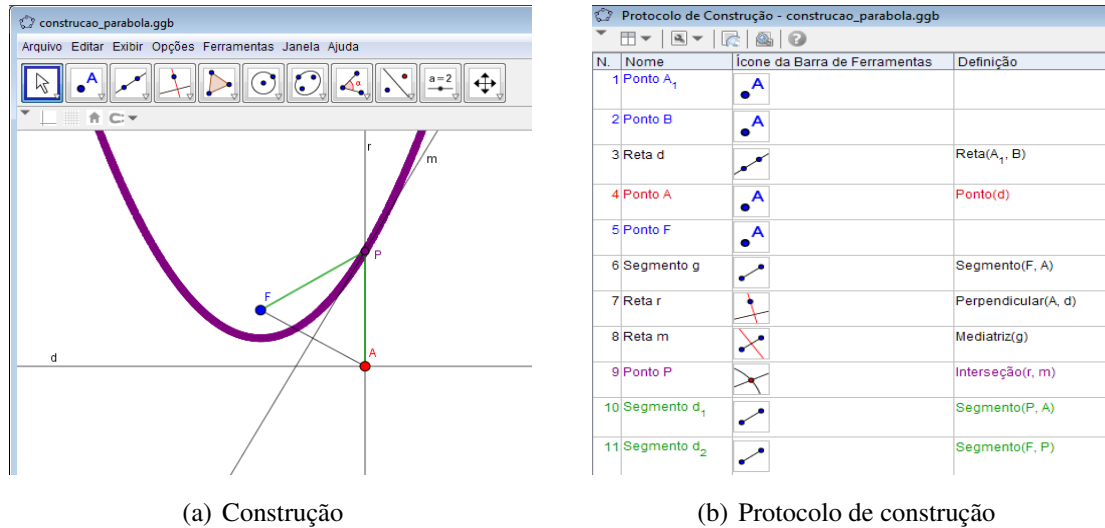 construcao_parabola.ggb
Arquivo Editar Exibir Opções Ferramentas Janela Ajuda
A
α
a=2
r
m
P
F
d
A
(a) Construção
Protocolo de Construção - construcao_parabola.ggb
N. Nome Ícone da Barra de Ferramentas Definição
1 Ponto A₁ A
2 Ponto B A
3 Reta d Reta(A₁, B)
4 Ponto A A Ponto(d)
5 Ponto F A
6 Segmento g Segmento(F, A)
7 Reta r Perpendicular(A, d)
8 Reta m Mediatriz(g)
9 Ponto P Interseção(r, m)
10 Segmento d₁ Segmento(P, A)
11 Segmento d₂ Segmento(F, P)
(b) Protocolo de construção